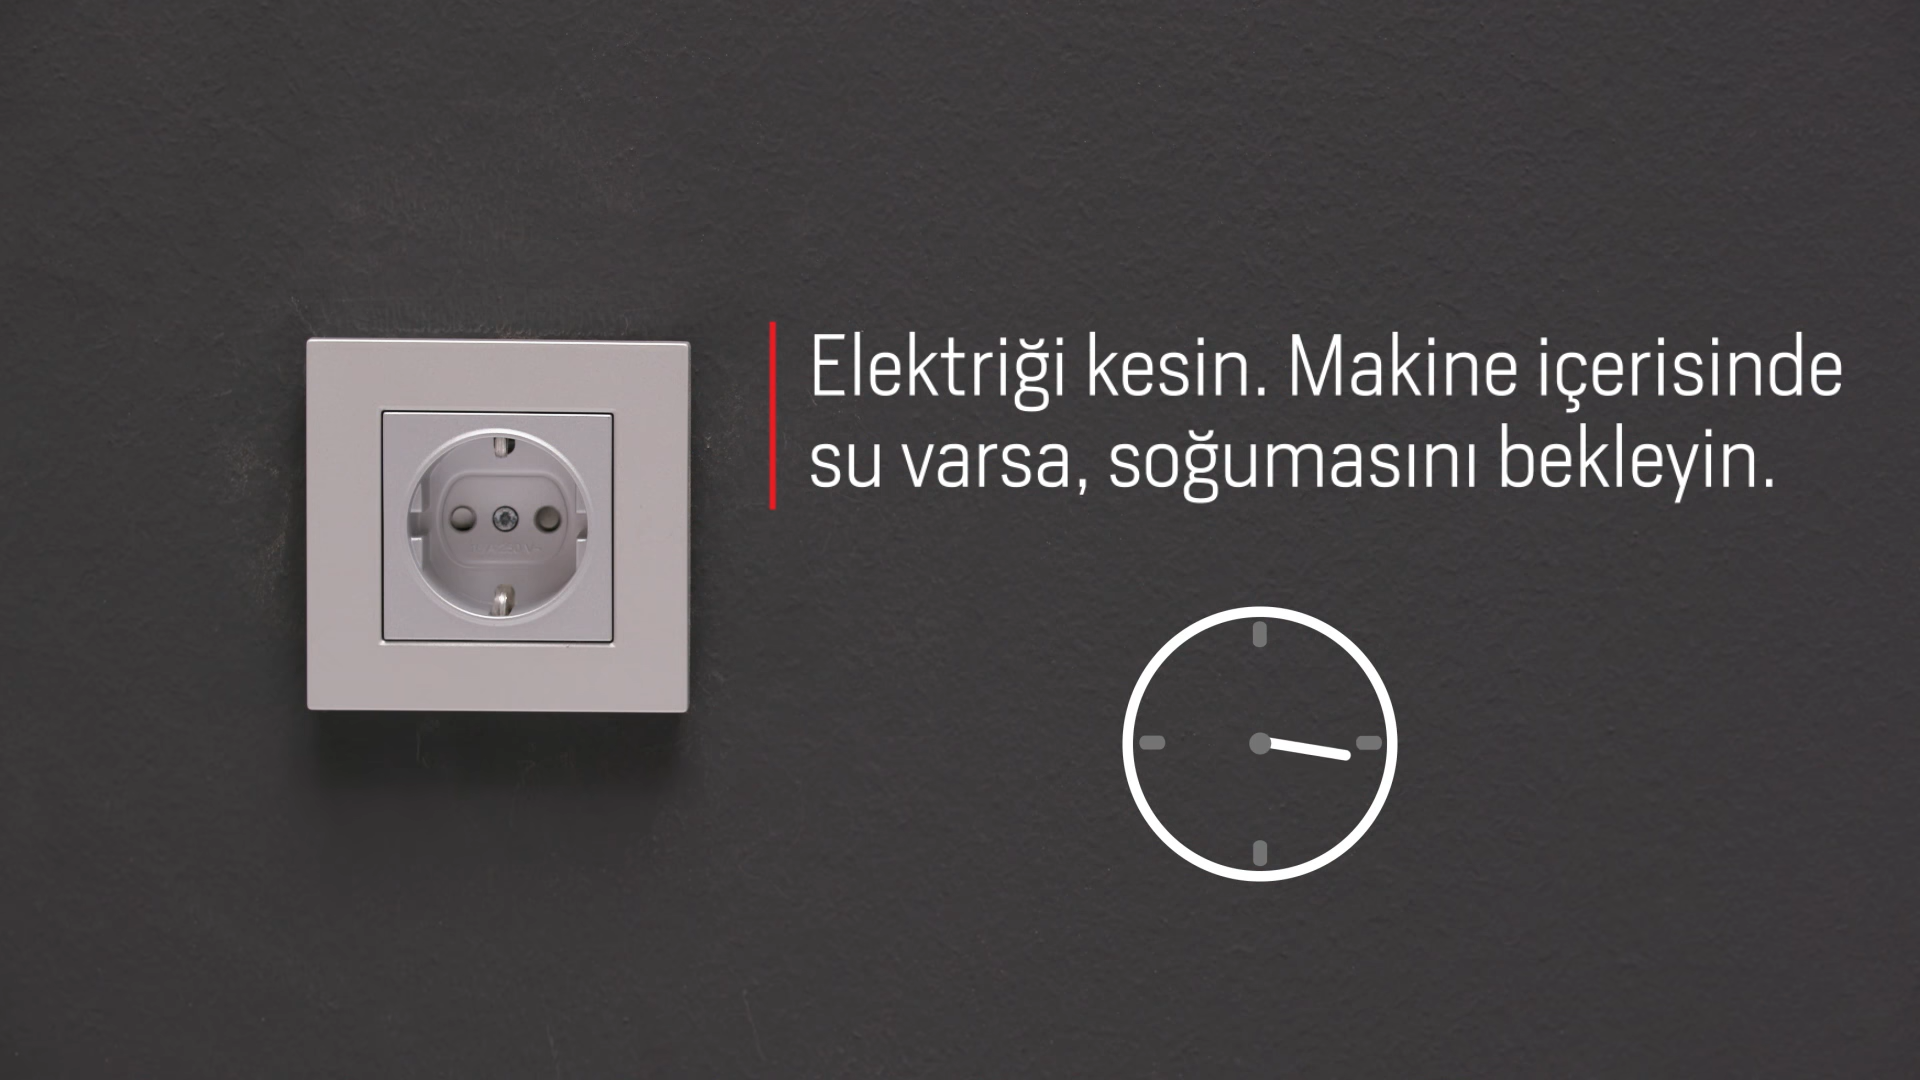 Elektriği kesin. Makine içerisinde
su varsa, soğumasını bekleyin.